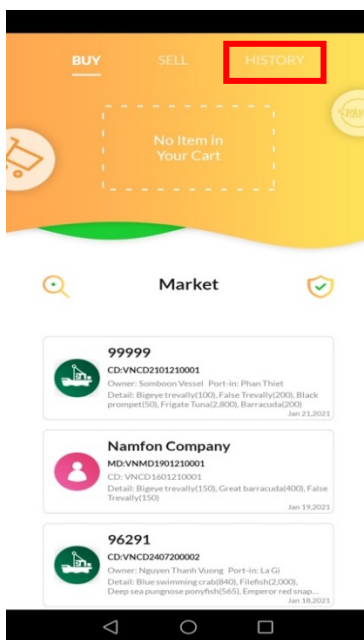 BUY SELL HISTORY
No Item in
Your Cart
Market
99999
CD:VNCD2101210001
Owner: Somboon Vessel Port-in: Phan Thiet
Detail: Bigeye trevally(100), False Trevally(200), Black
prompet(50), Frigate Tuna(2,800), Barracuda(200)
Jan 21,2021
Namfon Company
MD:VNMD1901210001
CD: VNCD1601210001
Detail: Bigeye trevally(150), Great barracuda(400), False
Trevally(150)
Jan 19,2021
96291
CD:VNCD2407200002
Owner: Nguyen Thanh Vuong Port-in: La Gi
Detail: Blue swimming crab(840), Filefish(2,000),
Deep sea pungnose ponyfish(565), Emperor red snap...
Jan 18,2021